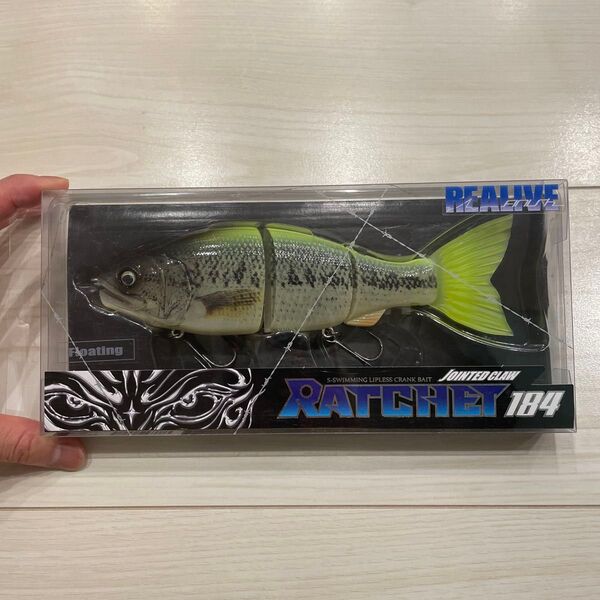 REALIVE
Floating
JOINTED CLAW
S-SWIMMING LIPLESS CRANK BAIT
RATCHET 184